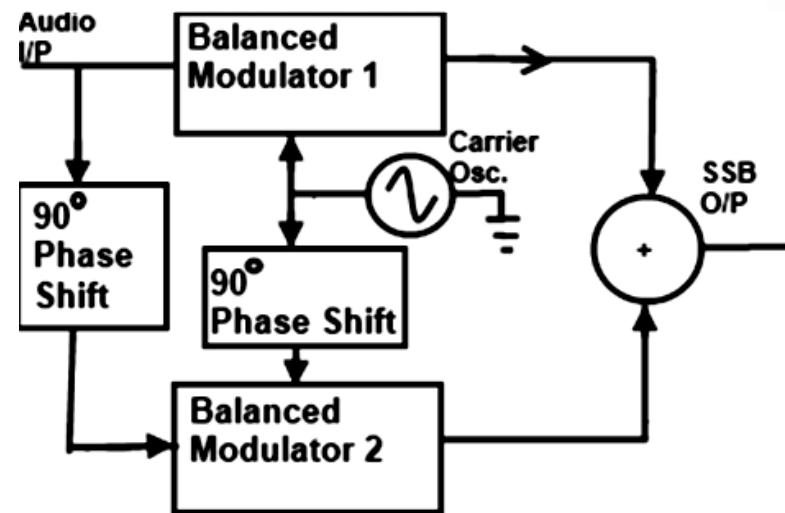 Audio
I/P
Balanced
Modulator 1
Carrier
Osc.
SSB
O/P
90°
Phase
Shift
+
90°
Phase Shift
Balanced
Modulator 2